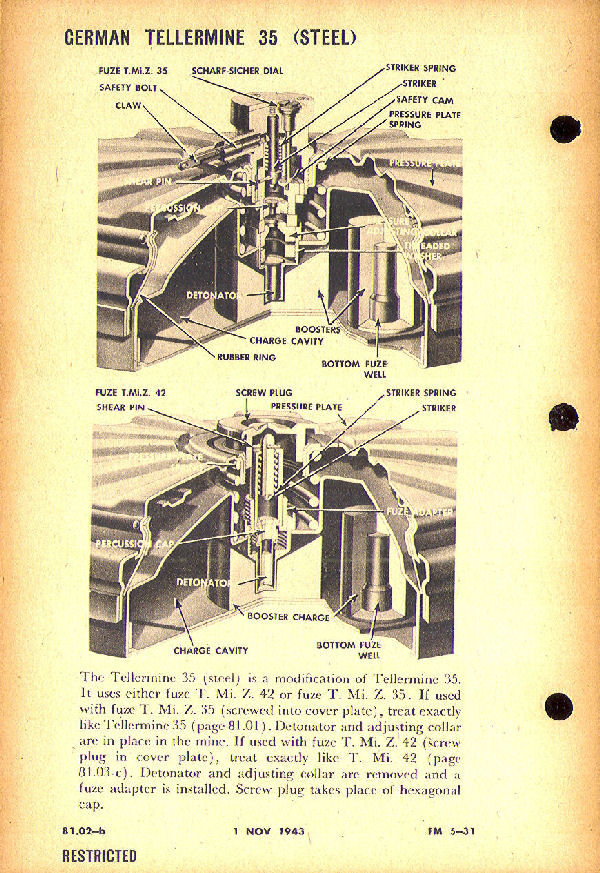 GERMAN TELLERMINE 35 (STEEL)
FUZE T.Mi.Z. 35
SCHARF-SICHER DIAL
STRIKER SPRING
SAFETY BOLT
STRIKER
CLAW
SAFETY CAM
PRESSURE PLATE
SPRING
PRESSURE PLATE
SHEAR PIN
PERCUSSION
PRESSURE
ADJUSTING COLLAR
THREADED
WASHER
DETONATOR
BOOSTERS
CHARGE CAVITY
RUBBER RING
BOTTOM FUZE
WELL
FUZE T.Mi.Z. 42
SCREW PLUG
STRIKER SPRING
SHEAR PIN
PRESSURE PLATE
STRIKER
FUZE ADAPTER
PERCUSSION CAP
DETONATOR
BOOSTER CHARGE
CHARGE CAVITY
BOTTOM FUZE
WELL
The Tellermine 35 (steel) is a modification of Tellermine 35.
It uses either fuze T. Mi. Z. 42 or fuze T. Mi. Z. 35. If used
with fuze T. Mi. Z. 35 (screwed into cover plate), treat exactly
like Tellermine 35 (page 81.01). Detonator and adjusting collar
are in place in the mine. If used with fuze T. Mi. Z. 42 (screw
plug in cover plate), treat exactly like T. Mi. 42 (page
81.03-c). Detonator and adjusting collar are removed and a
fuze adapter is installed. Screw plug takes place of hexagonal
cap.
81.02-b
1 NOV 1943
FM 5-31
RESTRICTED